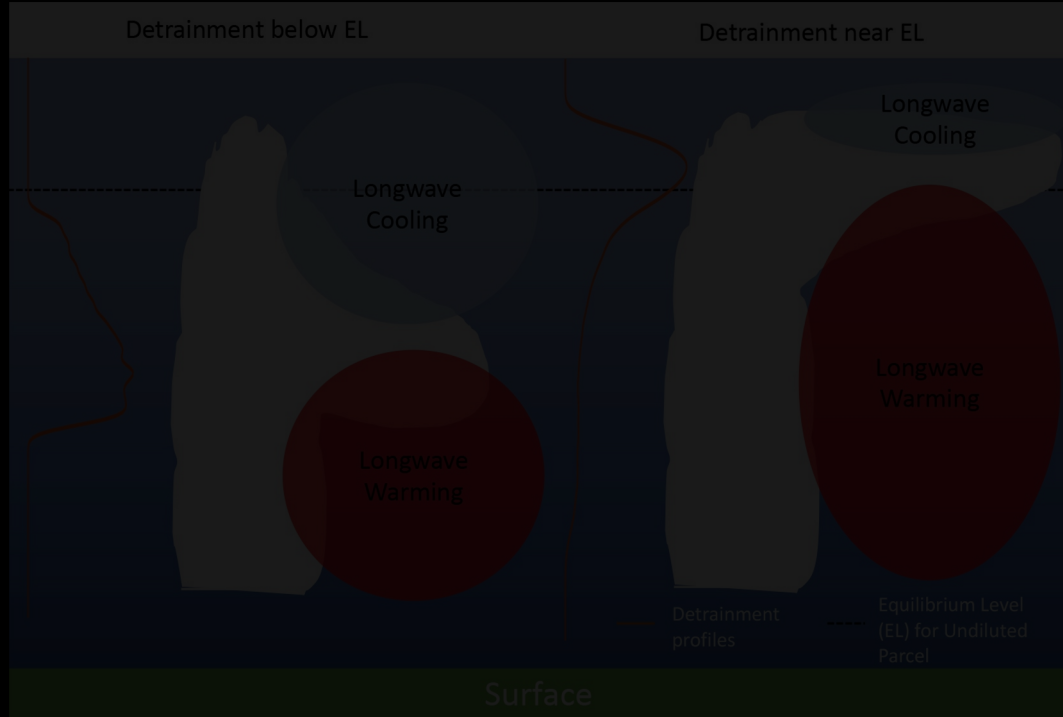 Detrainment below EL
Detrainment near EL
Longwave
Cooling
Longwave
Cooling
Longwave
Warming
Longwave
Warming
Detrainment
profiles
Equilibrium Level
(EL) for Undiluted
Parcel
Surface